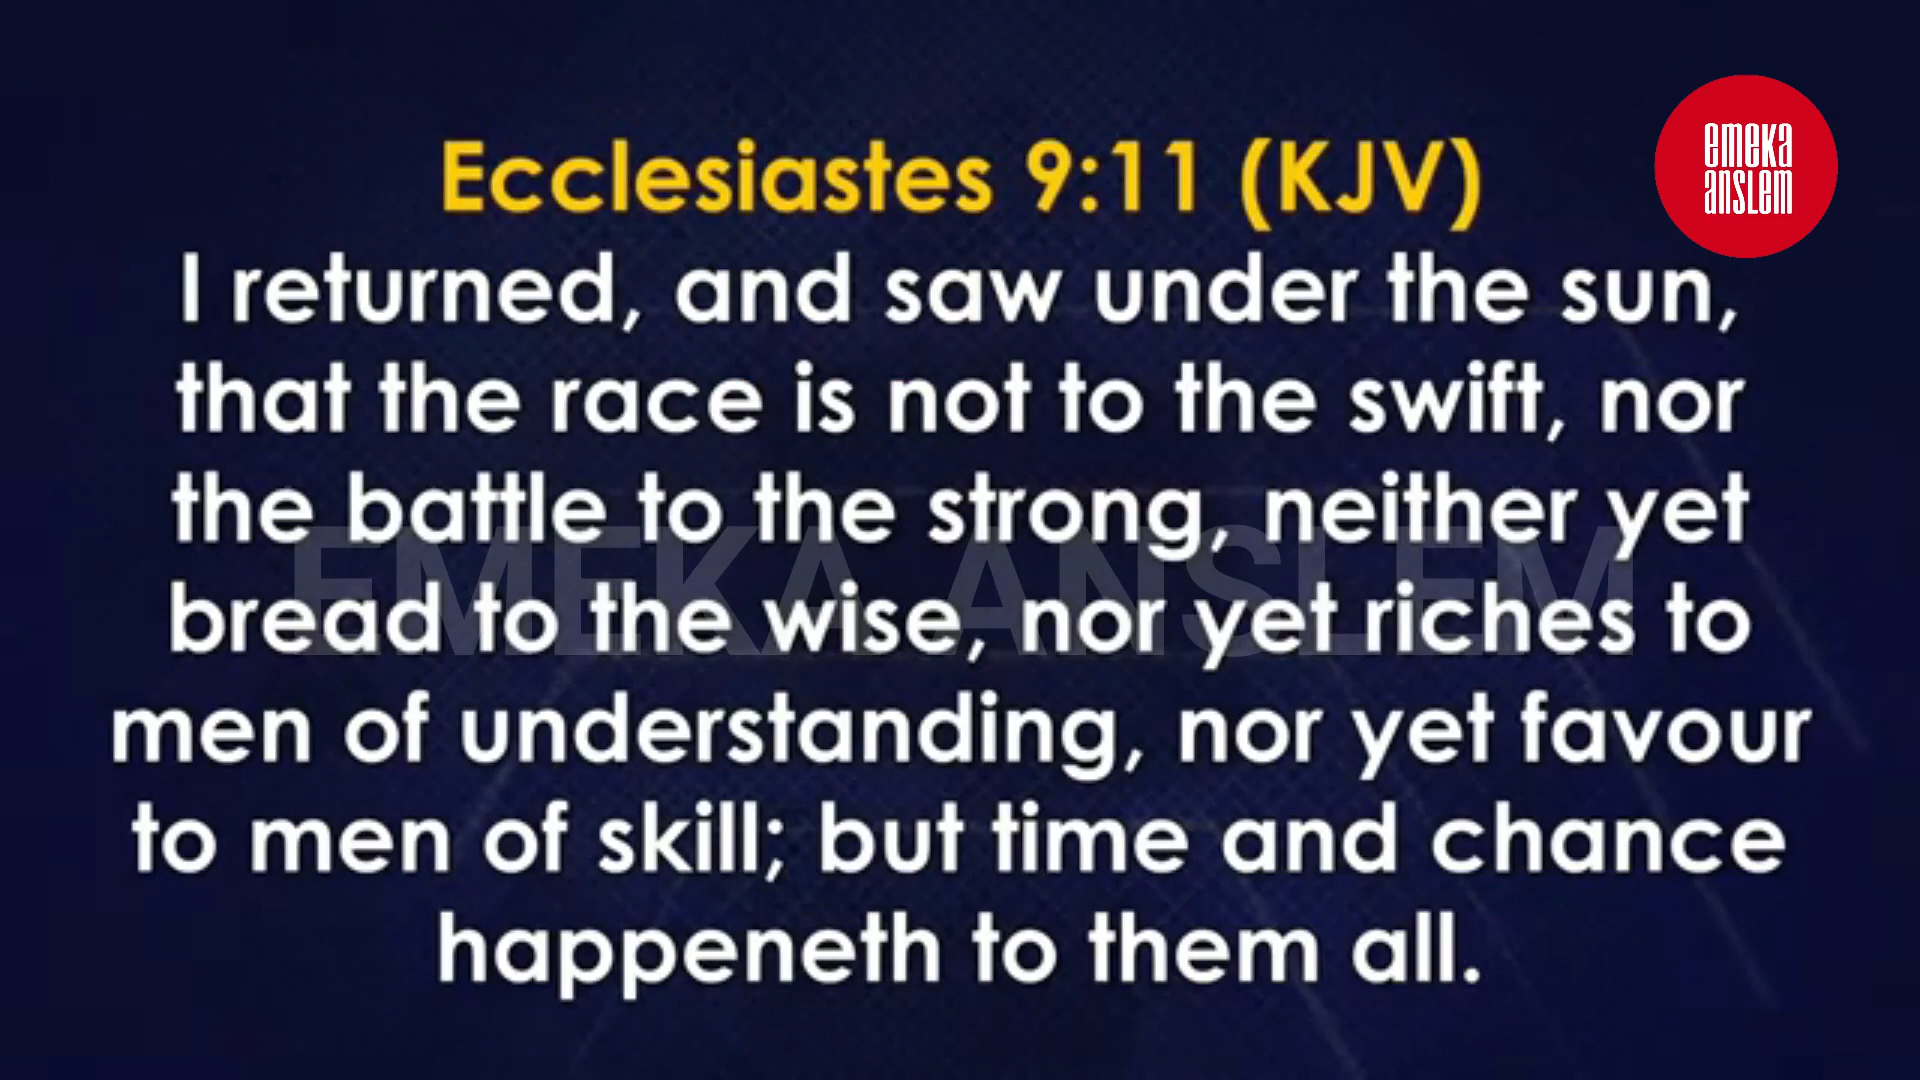 Ecclesiastes 9:11 (KJV)
emeka
anslem
I returned, and saw under the sun,
that the race is not to the swift, nor
the battle to the strong, neither yet
EMEKA ANSLEM
bread to the wise, nor yet riches to
men of understanding, nor yet favour
to men of skill; but time and chance
happeneth to them all.